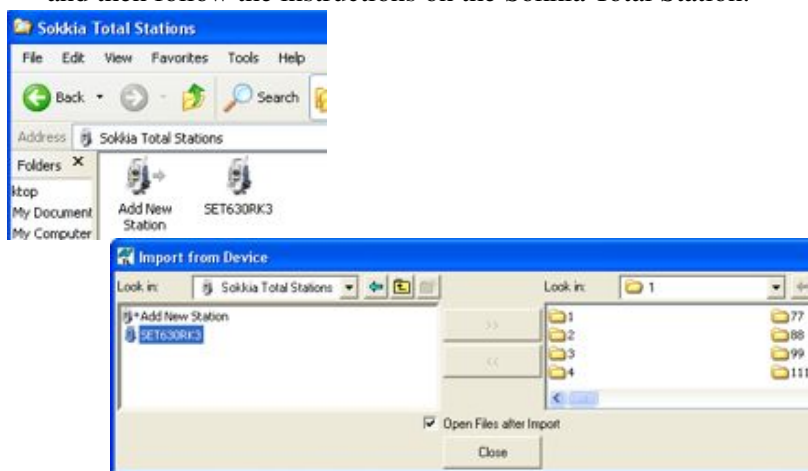 and then follow the instructions on the Sokkia Total Station.
Sokkia Total Stations
File Edit View Favorites Tools Help
Back Search
Address Sokkia Total Stations
Folders X
ktop
My Document
My Computer
Add New Station
SET630RK3
Import from Device
Look in: Sokkia Total Stations
Look in: 1
*Add New Station
SET630RK3
>>
<<
1
2
3
4
77
88
99
111
Open Files after Import
Close